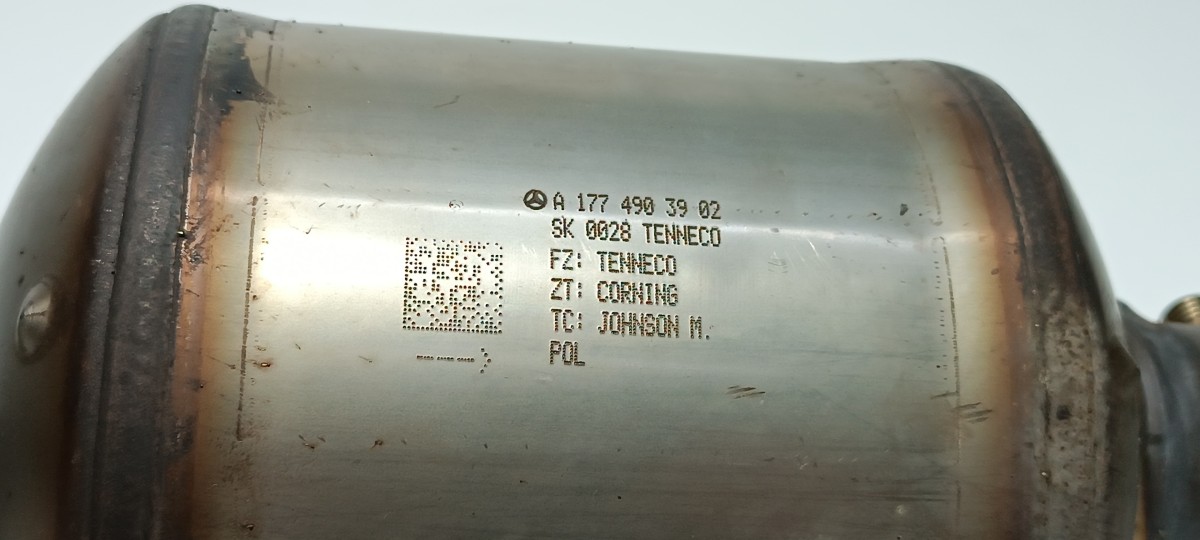 A 177 490 39 02
SK 0028 TENNECO
FZ: TENNECO
ZT: CORNING
TC: JOHNSON M.
POL